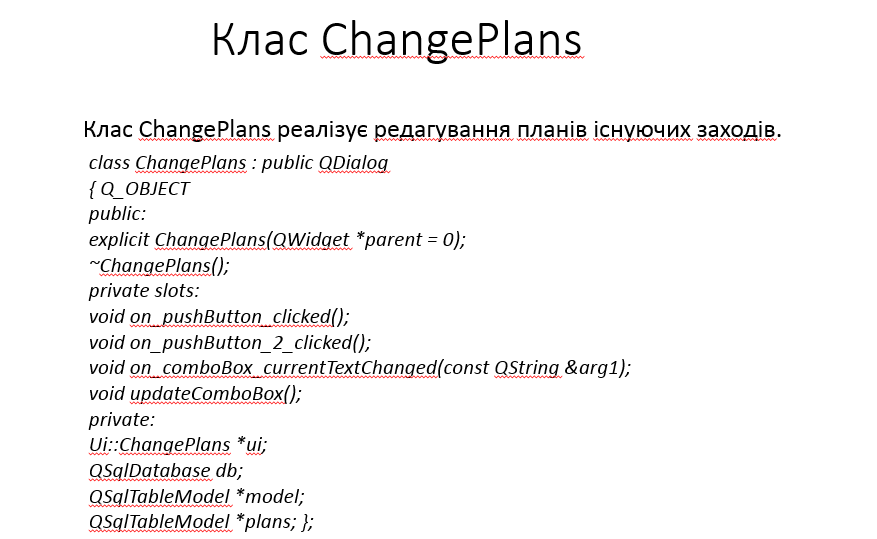 Клас ChangePlans
Клас ChangePlans реалізує редагування планів існуючих заходів.
class ChangePlans : public QDialog
{ Q_OBJECT
public:
explicit ChangePlans(QWidget *parent = 0);
~ChangePlans();
private slots:
void on_pushButton_clicked();
void on_pushButton_2_clicked();
void on_comboBox_currentTextChanged(const QString &arg1);
void updateComboBox();
private:
Ui::ChangePlans *ui;
QSqlDatabase db;
QSqlTableModel *model;
QSqlTableModel *plans; };